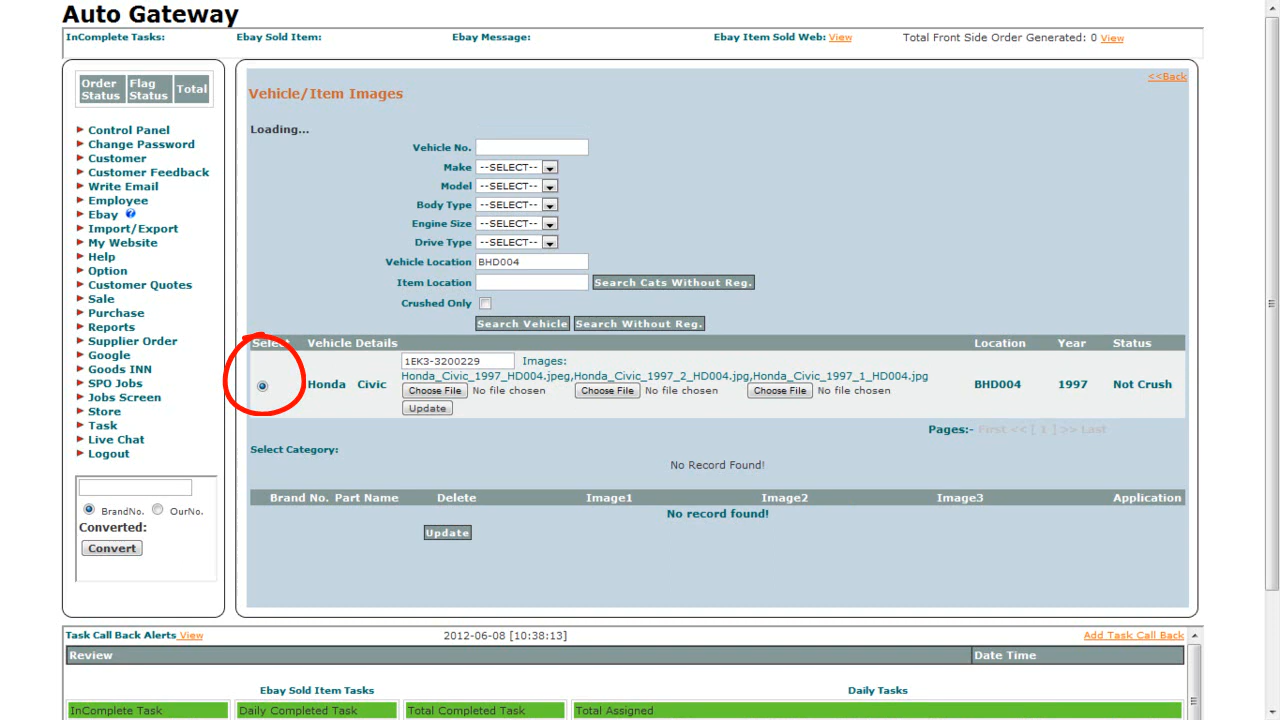 Auto Gateway
InComplete Tasks: Ebay Sold Item: Ebay Message: Ebay Item Sold Web: View Total Front Side Order Generated: 0 View
Order Status Flag Status Total
Control Panel
Change Password
Customer
Customer Feedback
Write Email
Employee
Ebay ?
Import/Export
My Website
Help
Option
Customer Quotes
Sale
Purchase
Reports
Supplier Order
Google
Goods INN
SPO Jobs
Jobs Screen
Store
Task
Live Chat
Logout
BrandNo. OurNo.
Converted:
Convert
<<Back
Vehicle/Item Images
Loading...
Vehicle No.
Make --SELECT--
Model --SELECT--
Body Type --SELECT--
Engine Size --SELECT--
Drive Type --SELECT--
Vehicle Location BHD004
Item Location Search Cats Without Reg.
Crushed Only
Search Vehicle Search Without Reg.
Select Vehicle Details Location Year Status
1EK3-3200229 Images:
Honda_Civic_1997_HD004.jpeg,Honda_Civic_1997_2_HD004.jpg,Honda_Civic_1997_1_HD004.jpg
Honda Civic BHD004 1997 Not Crush
Choose File No file chosen Choose File No file chosen Choose File No file chosen
Update
Pages:- First << [ 1 ] >> Last
Select Category:
No Record Found!
Brand No. Part Name Delete Image1 Image2 Image3 Application
No record found!
Update
Task Call Back Alerts View 2012-06-08 [10:38:13] Add Task Call Back
Review Date Time
Ebay Sold Item Tasks Daily Tasks
InComplete Task Daily Completed Task Total Completed Task Total Assigned